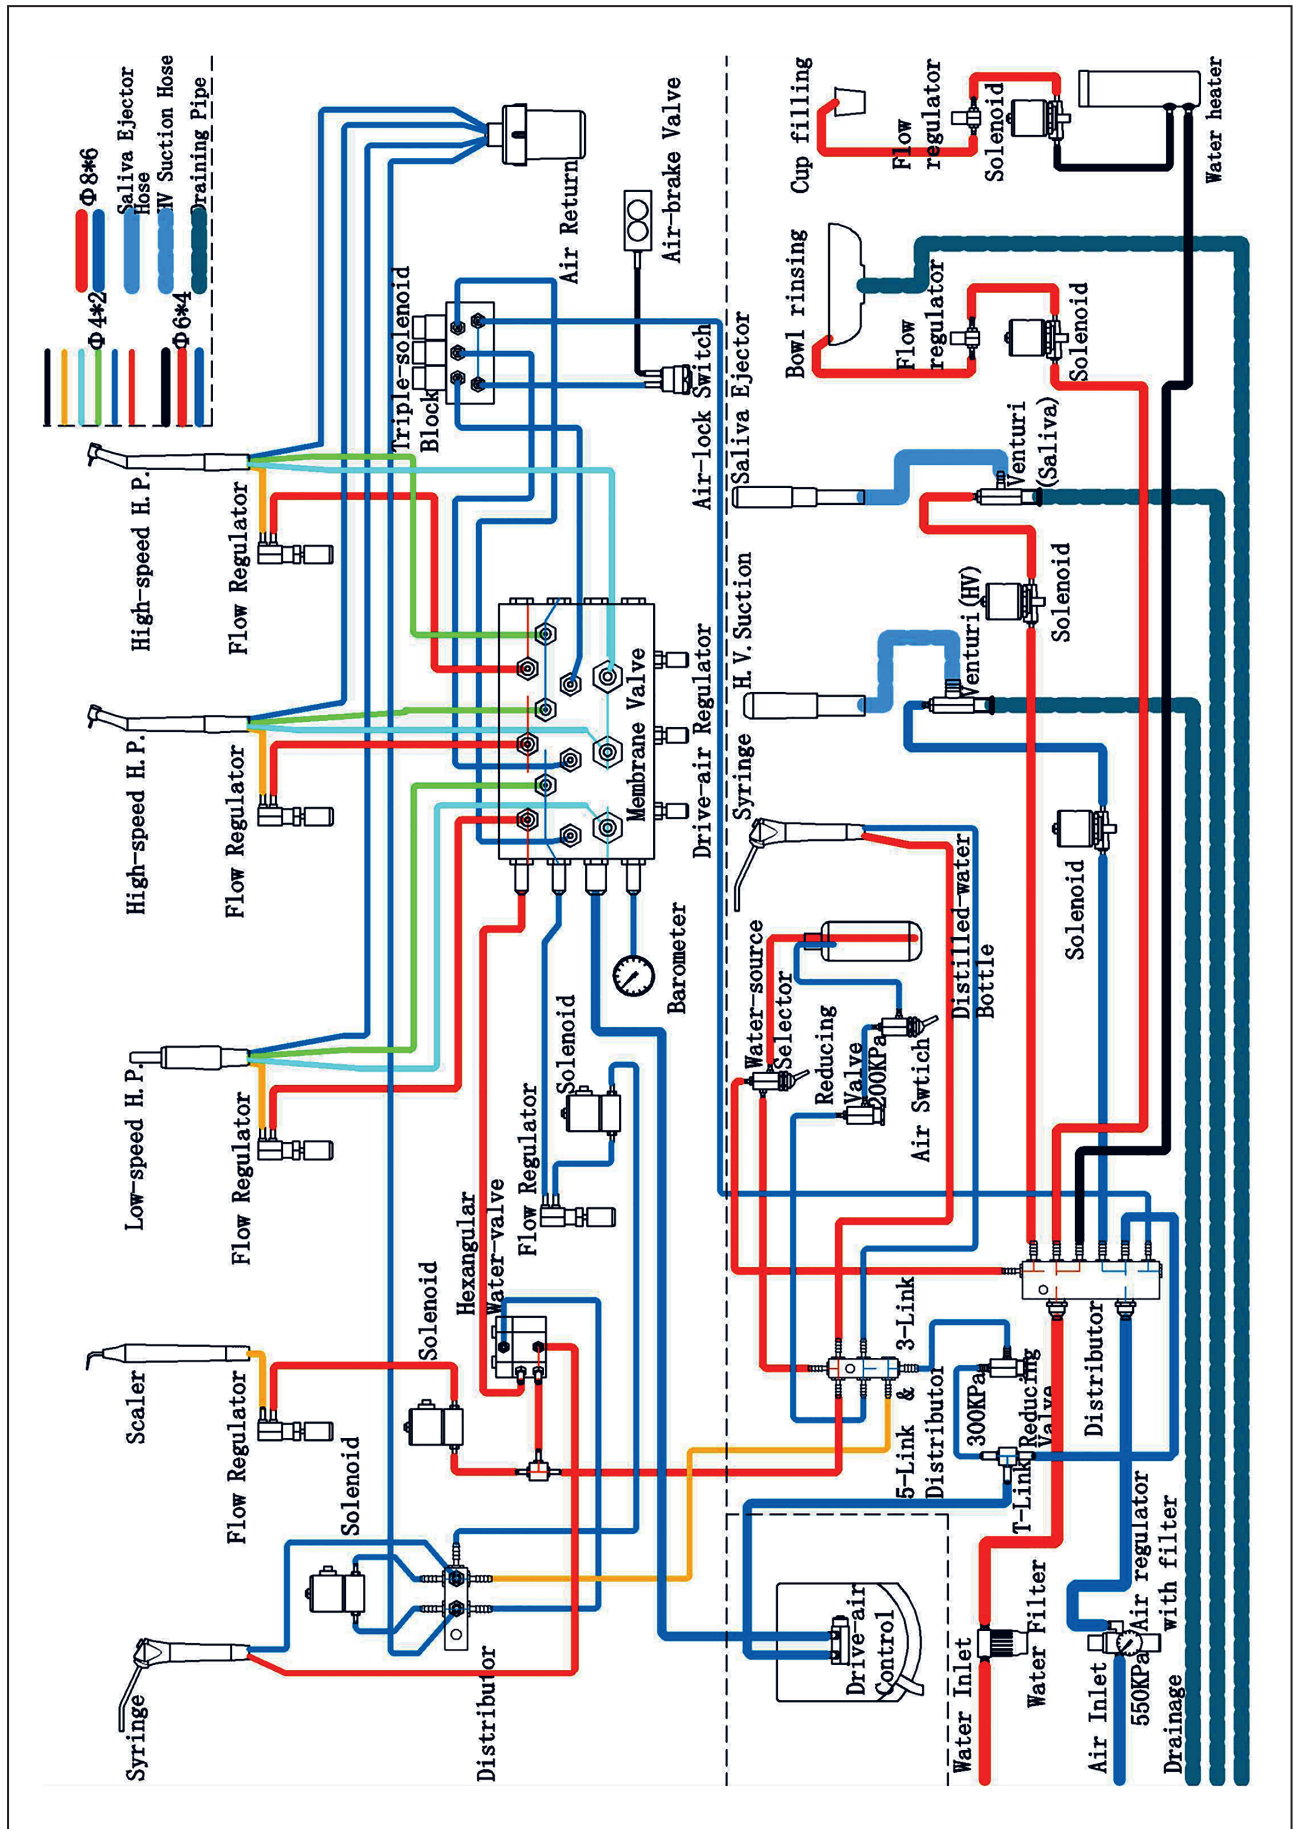 Φ8*6
Saliva Ejector
Hose
HV Suction Hose
Draining Pipe
Φ4*2
Φ6*4
High-speed H.P.
Flow Regulator
High-speed H.P.
Flow Regulator
Low-speed H.P.
Flow Regulator
Scaler
Flow Regulator
Solenoid
Syringe
Distributor
Solenoid
Hexangular
Water-valve
Flow Regulator
Solenoid
Barometer
Membrane Valve
Drive-air Regulator
Triple-solenoid
Block
Air Return
Air-brake Valve
Air-lock Switch
Cup filling
Flow
regulator
Solenoid
Water heater
Bowl rinsing
Flow
regulator
Solenoid
Saliva Ejector
Venturi
(Saliva)
Solenoid
H.V. Suction
Venturi(HV)
Solenoid
Syringe
Distilled-water
Bottle
Water-source
Selector
Reducing
Valve
200KPa
Air Swtich
5-Link & 3-Link
Distributor
300KPa
Reducing
Valve
T-Link
Distributor
Drive-air
Control
Water Inlet
Water Filter
Air Inlet
550KPa
Air regulator
with filter
Drainage